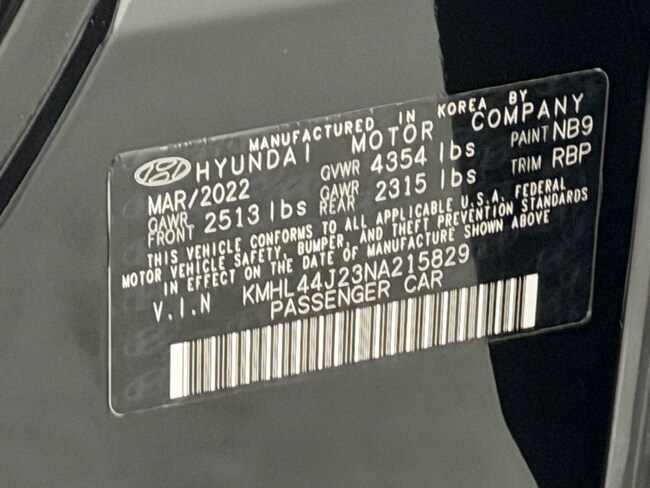 MANUFACTURED IN KOREA BY
HYUNDAI MOTOR COMPANY
MAR/2022 GVWR 4354 lbs PAINT NB9
GAWR FRONT 2513 lbs GAWR REAR 2315 lbs TRIM RBP
THIS VEHICLE CONFORMS TO ALL APPLICABLE U.S.A. FEDERAL
MOTOR VEHICLE SAFETY, BUMPER, AND THEFT PREVENTION STANDARDS
IN EFFECT ON THE DATE OF MANUFACTURE SHOWN ABOVE
V.I.N KMHL44J23NA215829
PASSENGER CAR